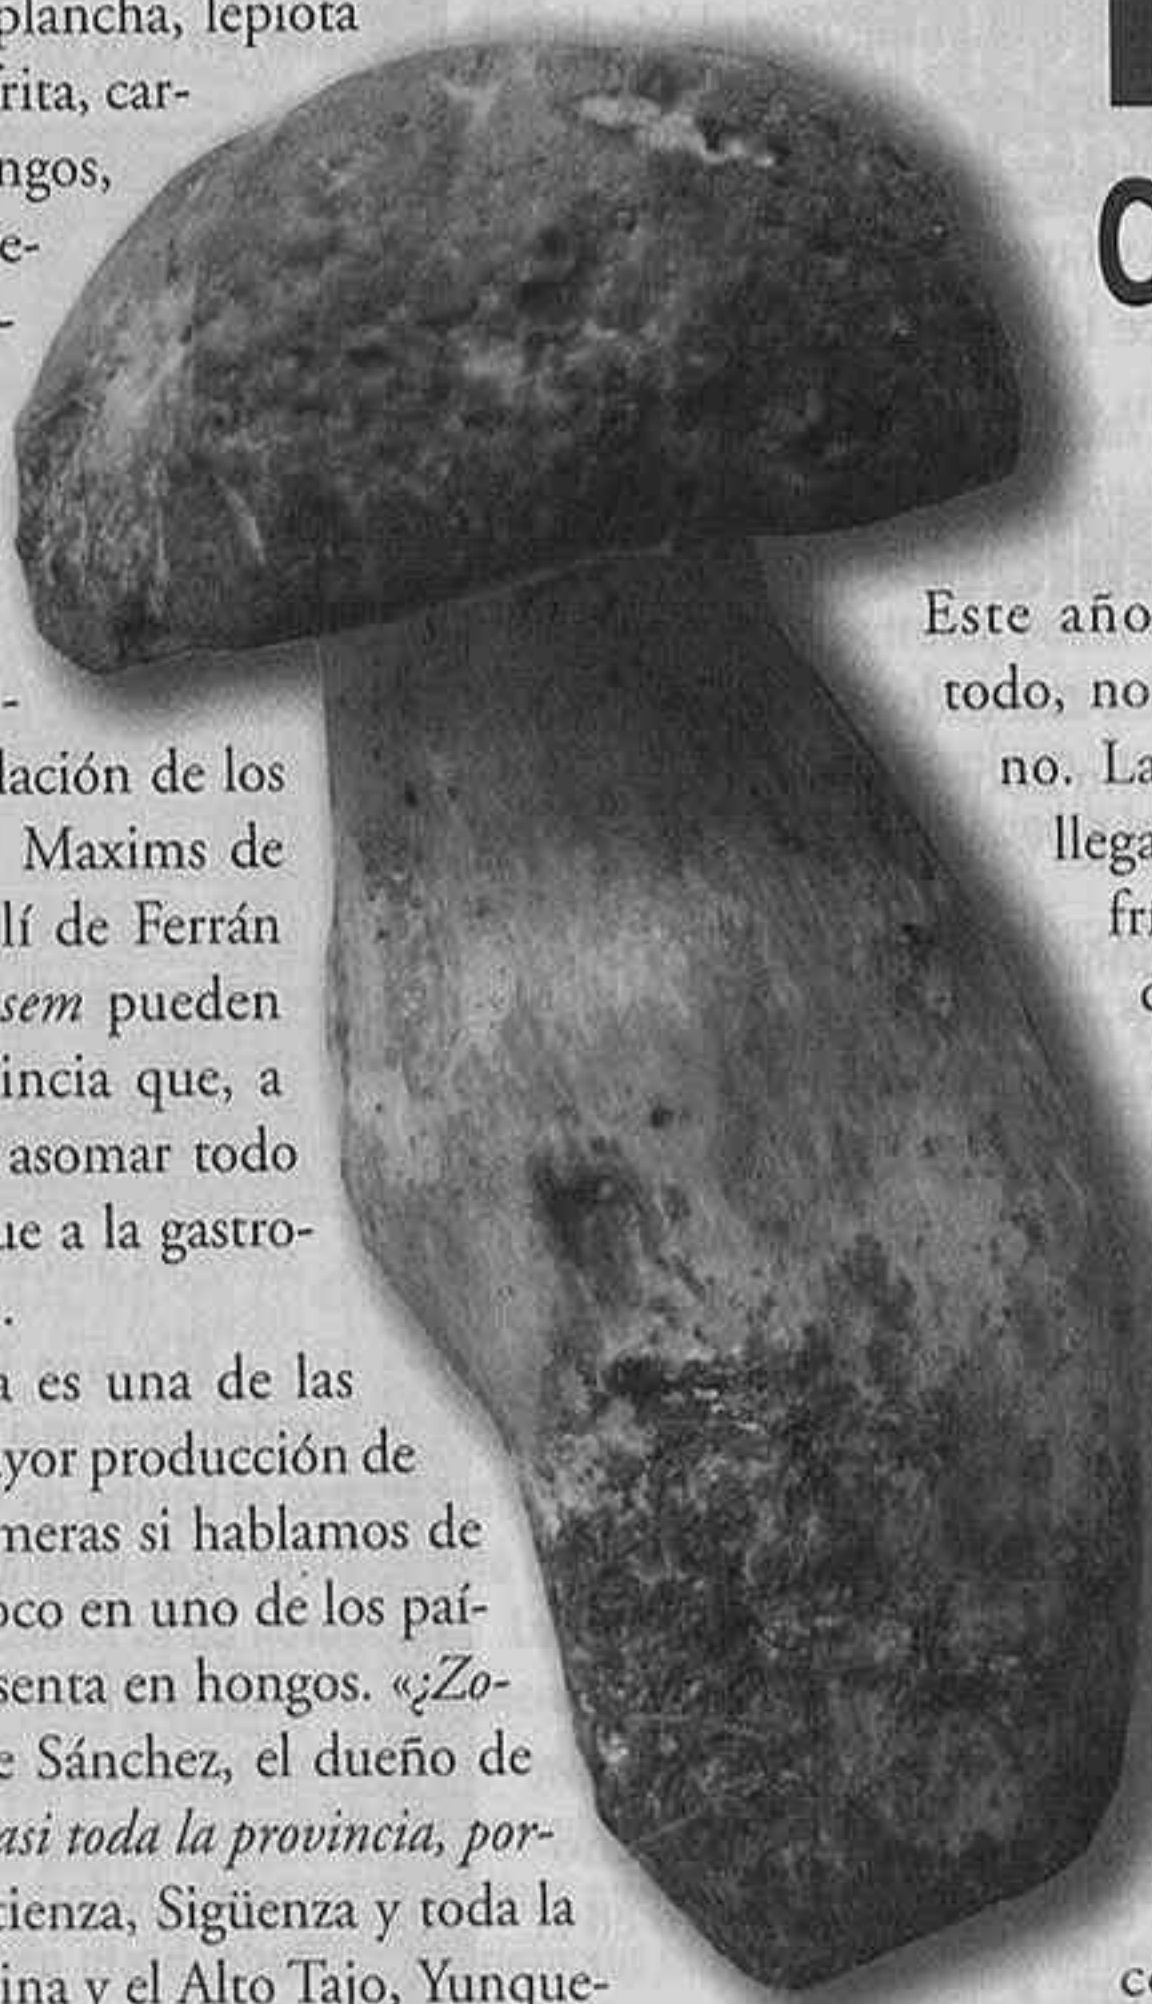 plancha, lepiota
rita, car-
ngos,
e-
-
-
lación de los
Maxims de
lí de Ferrán
sem pueden
incia que, a
asomar todo
ue a la gastro-
.
a es una de las
yor producción de
meras si hablamos de
oco en uno de los paí-
senta en hongos. «¿Zo-
e Sánchez, el dueño de
asi toda la provincia, por-
tienza, Sigüenza y toda la
ina y el Alto Tajo, Yunque-
Este año
todo, no
no. La
llega
fri
c